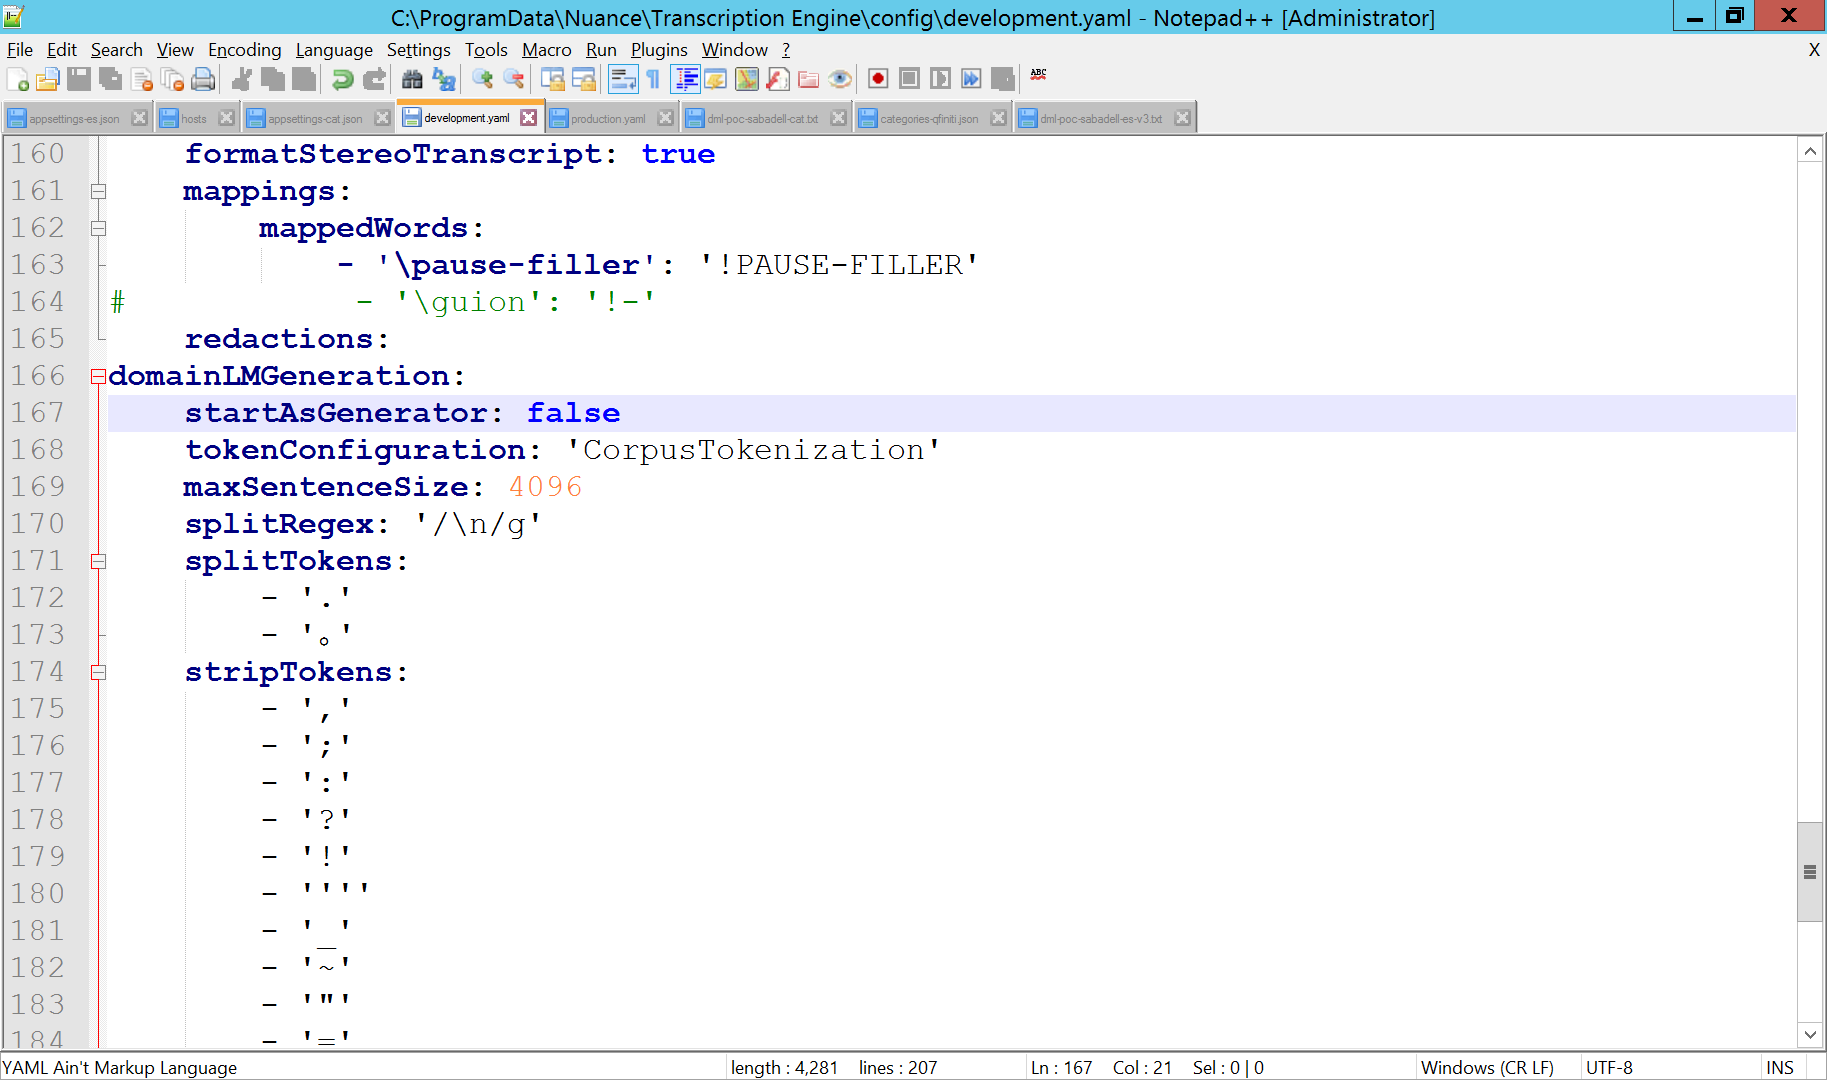 C:\ProgramData\Nuance\Transcription Engine\config\development.yaml - Notepad++ [Administrator]
File Edit Search View Encoding Language Settings Tools Macro Run Plugins Window ? X
ABC
appsettings-es.json hosts appsettings-cat.json development.yaml production.yaml dml-poc-sabadell-cat.txt categories-qfiniti.json dml-poc-sabadell-es-v3.txt
160 formatStereoTranscript: true
161 mappings:
162 mappedWords:
163 - '\pause-filler': '!PAUSE-FILLER'
164 # - '\guion': '!-'
165 redactions:
166 domainLMGeneration:
167 startAsGenerator: false
168 tokenConfiguration: 'CorpusTokenization'
169 maxSentenceSize: 4096
170 splitRegex: '/\n/g'
171 splitTokens:
172 - '.'
173 - '。'
174 stripTokens:
175 - ','
176 - ';'
177 - ':'
178 - '?'
179 - '!'
180 - ''''
181 - '_'
182 - '~'
183 - '"'
184 - '='
YAML Ain't Markup Language length : 4,281 lines : 207 Ln : 167 Col : 21 Sel : 0 | 0 Windows (CR LF) UTF-8 INS